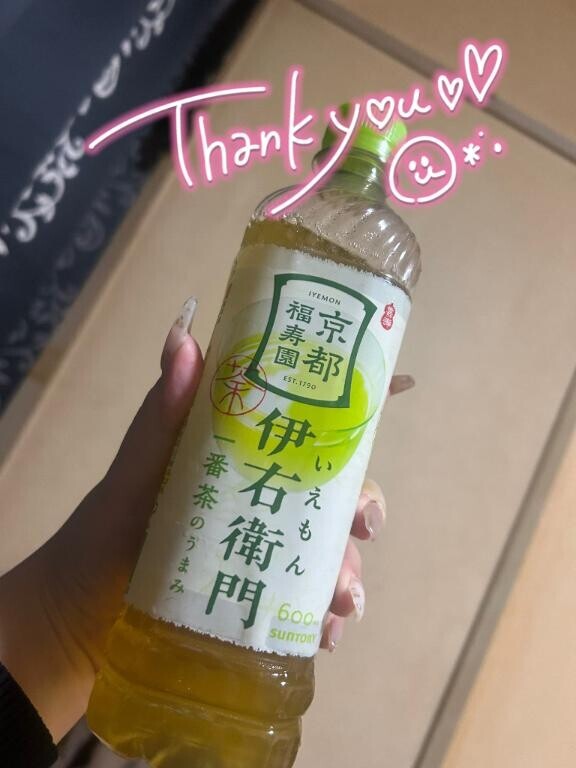 Thank you
IYEMON
京都
福寿園
EST.1790
茶
いえもん
伊右衛門
一番茶のうまみ
600
SUNTORY